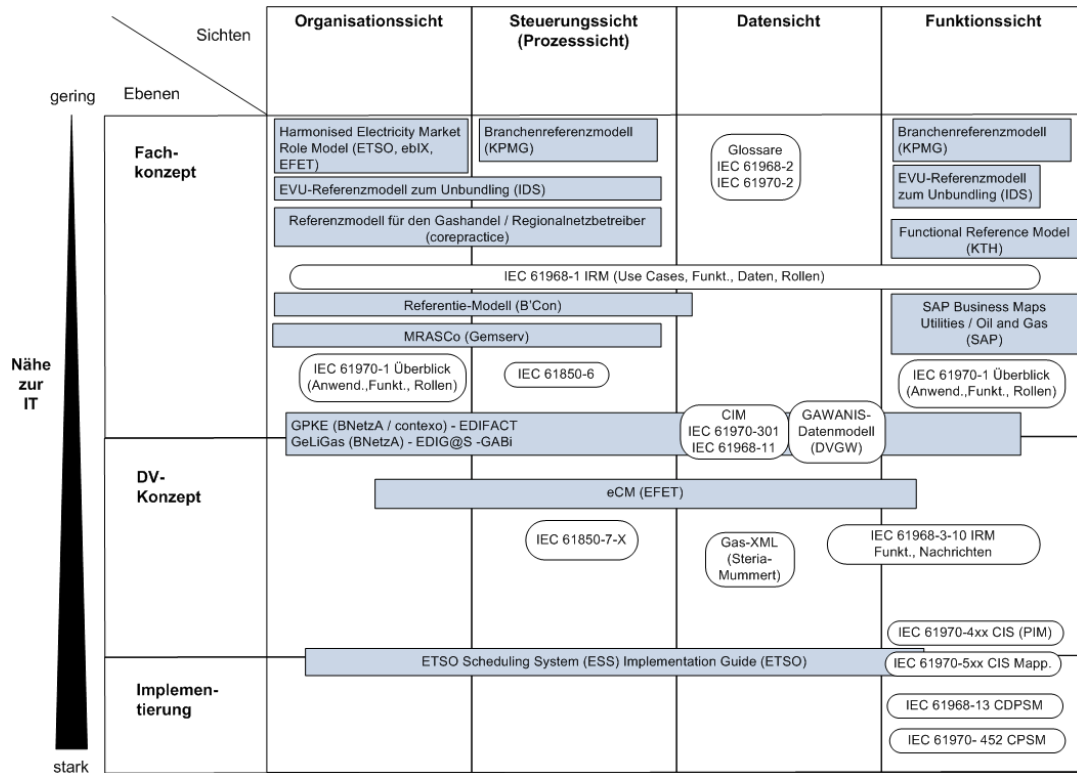 Sichten
Ebenen
Organisationssicht
Steuerungssicht
(Prozesssicht)
Datensicht
Funktionssicht
gering
Nähe
zur
IT
stark
Fach-
konzept
Harmonised Electricity Market
Role Model (ETSO, ebIX,
EFET)
Branchenreferenzmodell
(KPMG)
Glossare
IEC 61968-2
IEC 61970-2
Branchenreferenzmodell
(KPMG)
EVU-Referenzmodell zum Unbundling (IDS)
EVU-Referenzmodell
zum Unbundling (IDS)
Referenzmodell für den Gashandel / Regionalnetzbetreiber
(corepractice)
Functional Reference Model
(KTH)
IEC 61968-1 IRM (Use Cases, Funkt., Daten, Rollen)
Referentie-Modell (B'Con)
SAP Business Maps
Utilities / Oil and Gas
(SAP)
MRASCo (Gemserv)
IEC 61970-1 Überblick
(Anwend.,Funkt., Rollen)
IEC 61850-6
IEC 61970-1 Überblick
(Anwend.,Funkt., Rollen)
GPKE (BNetzA / contexo) - EDIFACT
GeLiGas (BNetzA) - EDIG@S -GABi
CIM
IEC 61970-301
IEC 61968-11
GAWANIS-
Datenmodell
(DVGW)
DV-
Konzept
eCM (EFET)
IEC 61850-7-X
Gas-XML
(Steria-
Mummert)
IEC 61968-3-10 IRM
Funkt., Nachrichten
IEC 61970-4xx CIS (PIM)
ETSO Scheduling System (ESS) Implementation Guide (ETSO)
IEC 61970-5xx CIS Mapp.
Implemen-
tierung
IEC 61968-13 CDPSM
IEC 61970- 452 CPSM